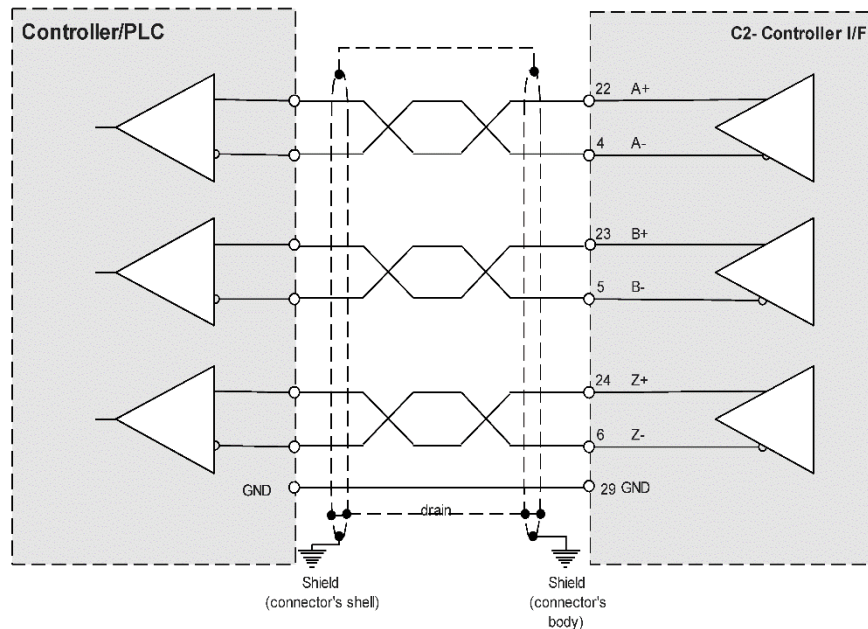 Controller/PLC
C2- Controller I/F
22 A+
4 A-
23 B+
5 B-
24 Z+
6 Z-
GND
29 GND
drain
Shield
(connector's shell)
Shield
(connector's
body)